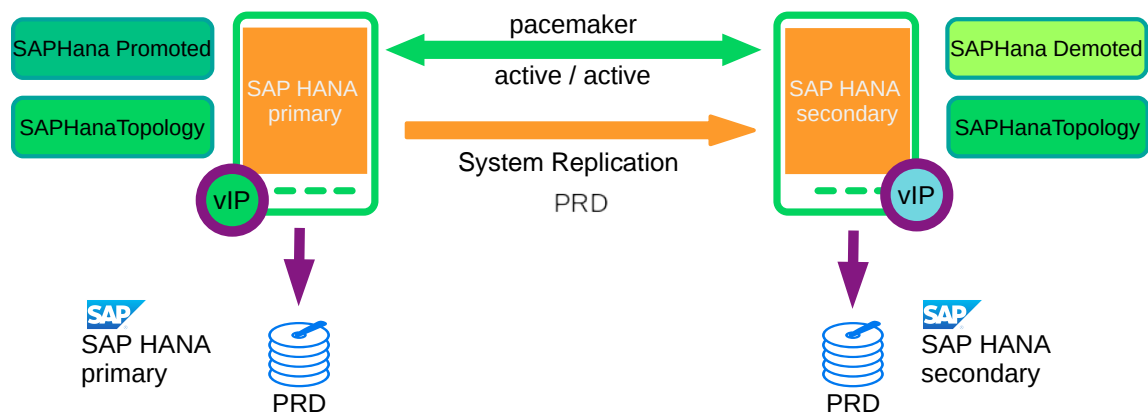 SAPHana Promoted
SAPHanaTopology
SAP HANA
primary
vIP
pacemaker
active / active
System Replication
PRD
SAP HANA
secondary
vIP
SAPHana Demoted
SAPHanaTopology
SAP
SAP HANA
primary
PRD
PRD
SAP
SAP HANA
secondary